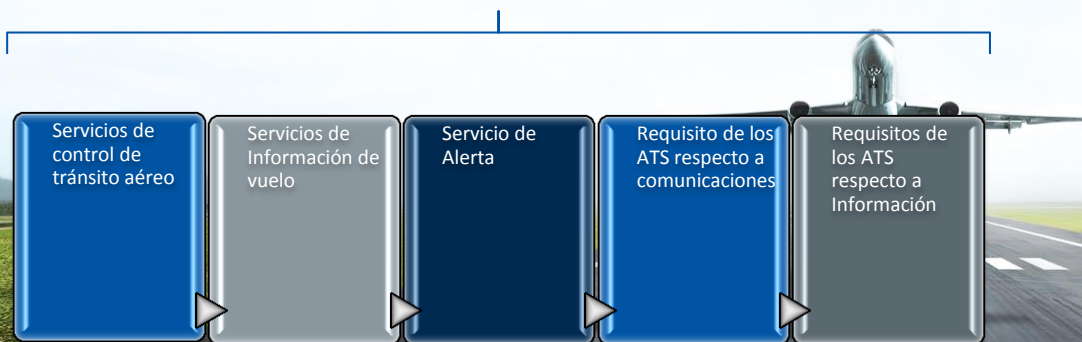 Servicios de
control de
tránsito aéreo
Servicios de
Información de
vuelo
Servicio de
Alerta
Requisito de los
ATS respecto a
comunicaciones
Requisitos de
los ATS
respecto a
Información